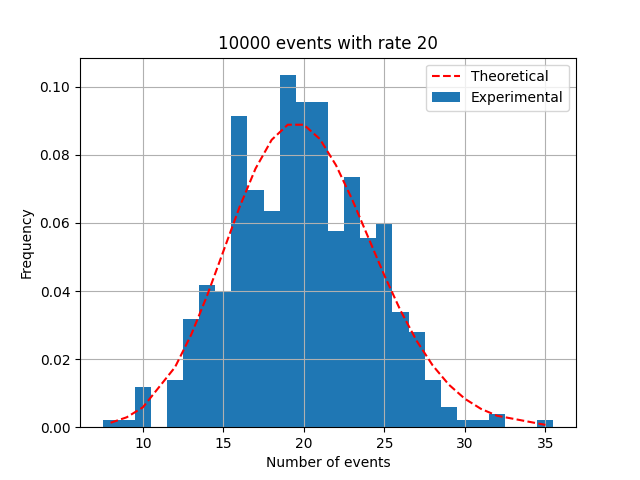 10000 events with rate 20
Theoretical
Experimental
0.10
0.08
0.06
0.04
0.02
0.00
Frequency
10 15 20 25 30 35
Number of events